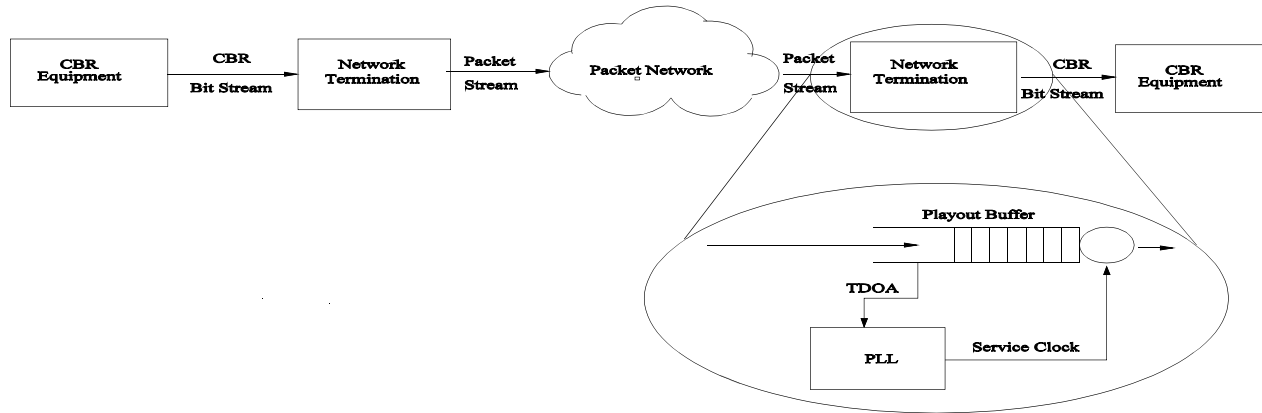 CBR
Equipment
CBR
Bit Stream
Network
Termination
Packet
Stream
Packet Network
Packet
Stream
Network
Termination
CBR
Bit Stream
CBR
Equipment
Playout Buffer
TDOA
PLL
Service Clock